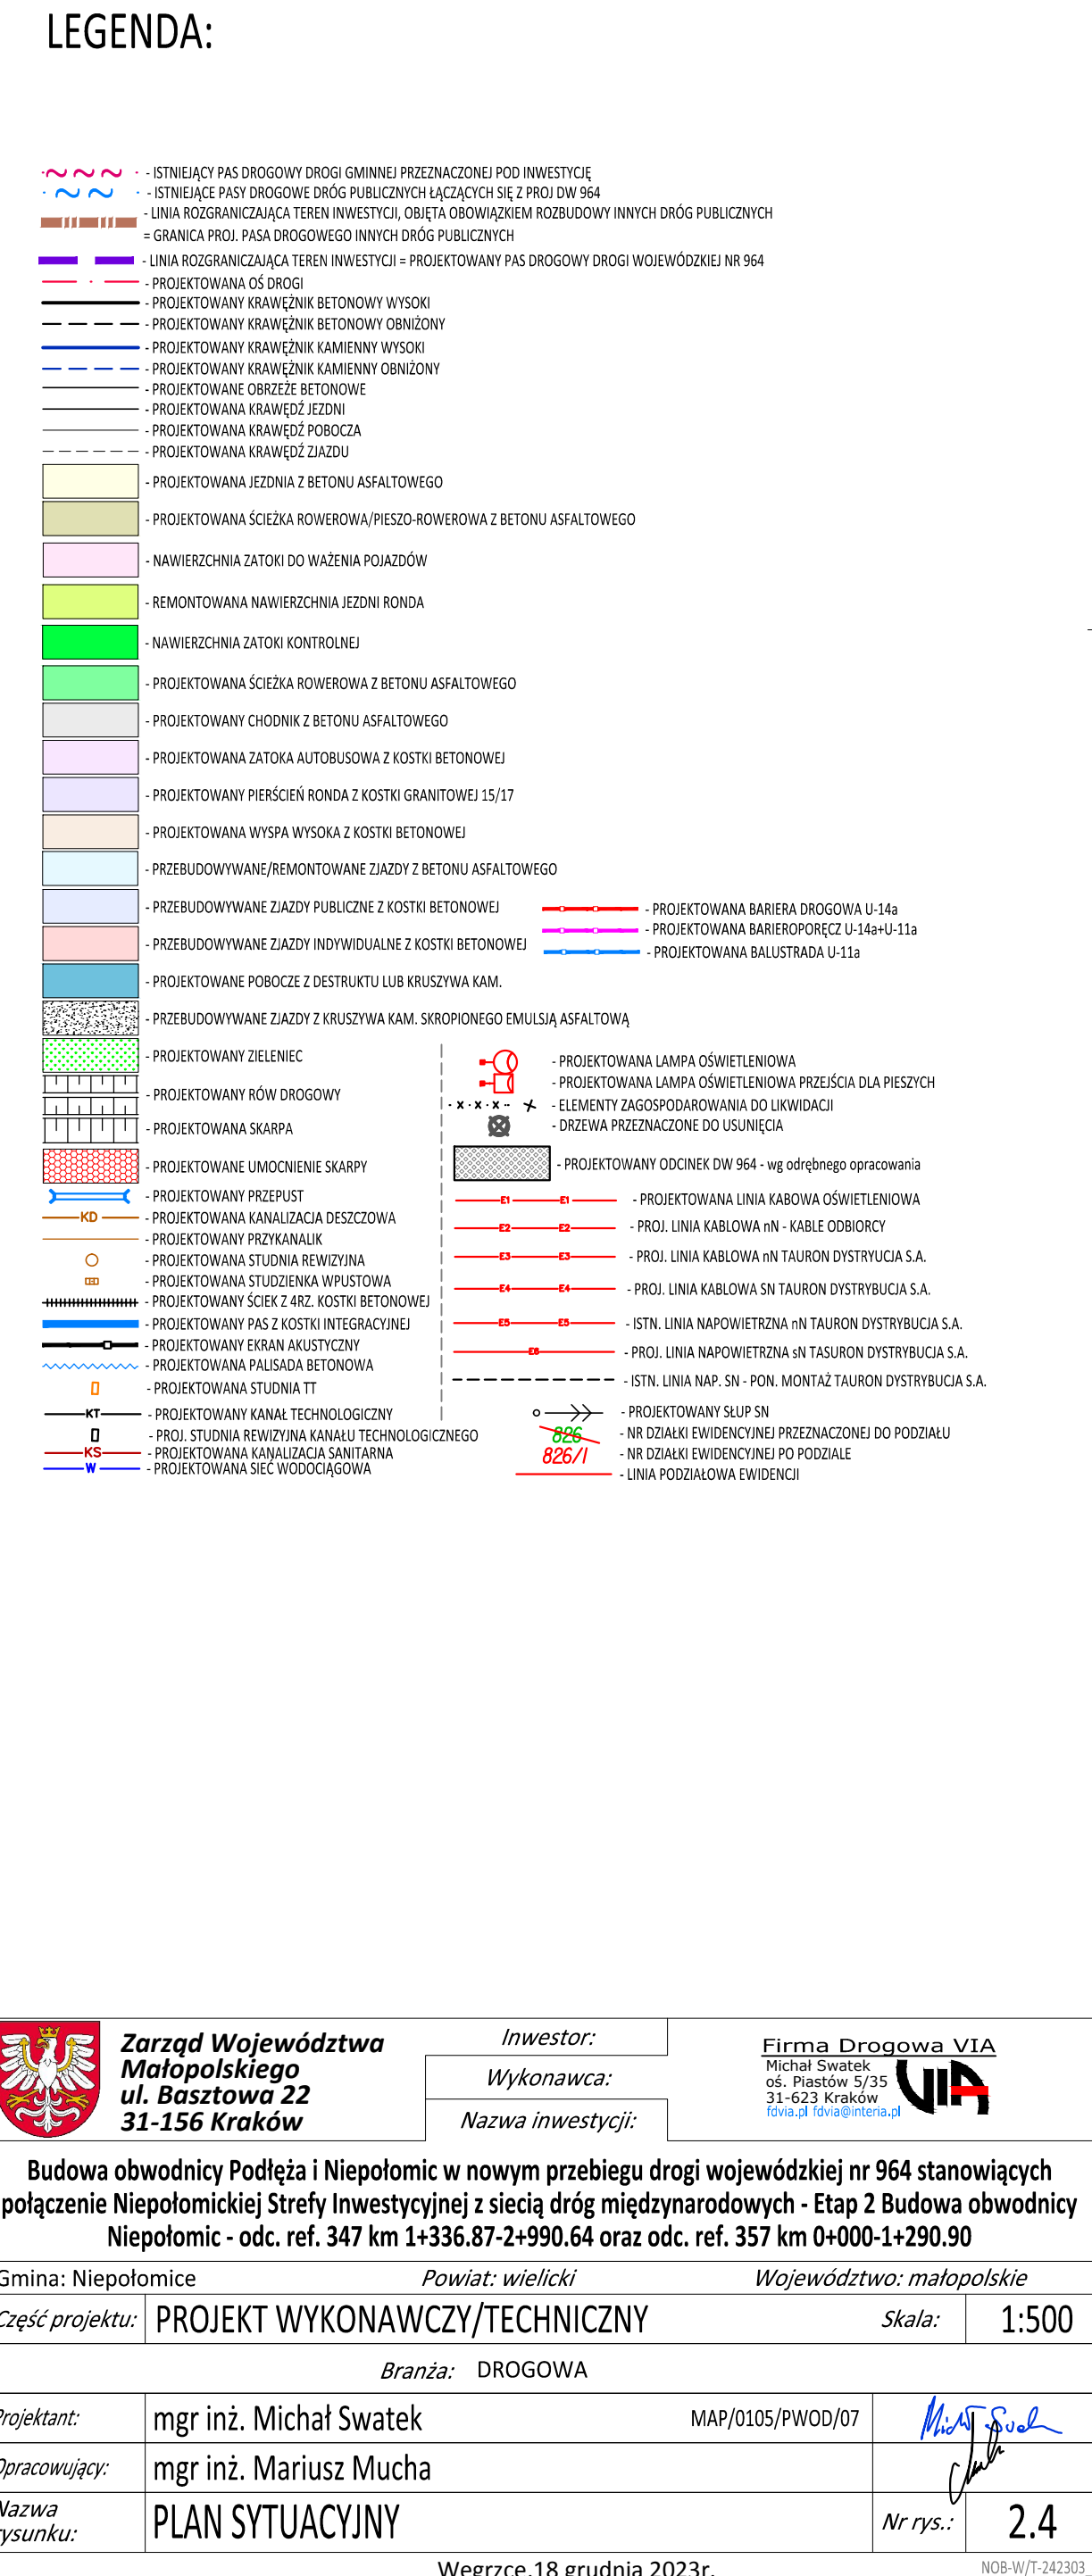 LEGENDA:
- ISTNIEJĄCY PAS DROGOWY DROGI GMINNEJ PRZEZNACZONEJ POD INWESTYCJĘ
- ISTNIEJĄCE PASY DROGOWE DRÓG PUBLICZNYCH ŁĄCZĄCYCH SIĘ Z PROJ DW 964
- LINIA ROZGRANICZAJĄCA TEREN INWESTYCJI, OBJĘTA OBOWIĄZKIEM ROZBUDOWY INNYCH DRÓG PUBLICZNYCH
= GRANICA PROJ. PASA DROGOWEGO INNYCH DRÓG PUBLICZNYCH
- LINIA ROZGRANICZAJĄCA TEREN INWESTYCJI = PROJEKTOWANY PAS DROGOWY DROGI WOJEWÓDZKIEJ NR 964
- PROJEKTOWANA OŚ DROGI
- PROJEKTOWANY KRAWĘŻNIK BETONOWY WYSOKI
- PROJEKTOWANY KRAWĘŻNIK BETONOWY OBNIŻONY
- PROJEKTOWANY KRAWĘŻNIK KAMIENNY WYSOKI
- PROJEKTOWANY KRAWĘŻNIK KAMIENNY OBNIŻONY
- PROJEKTOWANE OBRZEŻE BETONOWE
- PROJEKTOWANA KRAWĘDŹ JEZDNI
- PROJEKTOWANA KRAWĘDŹ POBOCZA
- PROJEKTOWANA KRAWĘDŹ ZJAZDU
- PROJEKTOWANA JEZDNIA Z BETONU ASFALTOWEGO
- PROJEKTOWANA ŚCIEŻKA ROWEROWA/PIESZO-ROWEROWA Z BETONU ASFALTOWEGO
- NAWIERZCHNIA ZATOKI DO WAŻENIA POJAZDÓW
- REMONTOWANA NAWIERZCHNIA JEZDNI RONDA
- NAWIERZCHNIA ZATOKI KONTROLNEJ
- PROJEKTOWANA ŚCIEŻKA ROWEROWA Z BETONU ASFALTOWEGO
- PROJEKTOWANY CHODNIK Z BETONU ASFALTOWEGO
- PROJEKTOWANA ZATOKA AUTOBUSOWA Z KOSTKI BETONOWEJ
- PROJEKTOWANY PIERŚCIEŃ RONDA Z KOSTKI GRANITOWEJ 15/17
- PROJEKTOWANA WYSPA WYSOKA Z KOSTKI BETONOWEJ
- PRZEBUDOWYWANE/REMONTOWANE ZJAZDY Z BETONU ASFALTOWEGO
- PRZEBUDOWYWANE ZJAZDY PUBLICZNE Z KOSTKI BETONOWEJ
- PRZEBUDOWYWANE ZJAZDY INDYWIDUALNE Z KOSTKI BETONOWEJ
- PROJEKTOWANE POBOCZE Z DESTRUKTU LUB KRUSZYWA KAM.
- PRZEBUDOWYWANE ZJAZDY Z KRUSZYWA KAM. SKROPIONEGO EMULSJĄ ASFALTOWĄ
- PROJEKTOWANY ZIELENIEC
- PROJEKTOWANY RÓW DROGOWY
- PROJEKTOWANA SKARPA
- PROJEKTOWANE UMOCNIENIE SKARPY
- PROJEKTOWANY PRZEPUST
KD - PROJEKTOWANA KANALIZACJA DESZCZOWA
- PROJEKTOWANY PRZYKANALIK
- PROJEKTOWANA STUDNIA REWIZYJNA
- PROJEKTOWANA STUDZIENKA WPUSTOWA
- PROJEKTOWANY ŚCIEK Z 4RZ. KOSTKI BETONOWEJ
- PROJEKTOWANY PAS Z KOSTKI INTEGRACYJNEJ
- PROJEKTOWANY EKRAN AKUSTYCZNY
- PROJEKTOWANA PALISADA BETONOWA
- PROJEKTOWANA STUDNIA TT
KT - PROJEKTOWANY KANAŁ TECHNOLOGICZNY
- PROJ. STUDNIA REWIZYJNA KANAŁU TECHNOLOGICZNEGO
KS - PROJEKTOWANA KANALIZACJA SANITARNA
W - PROJEKTOWANA SIEĆ WODOCIĄGOWA
- PROJEKTOWANA BARIERA DROGOWA U-14a
- PROJEKTOWANA BARIEROPORĘCZ U-14a+U-11a
- PROJEKTOWANA BALUSTRADA U-11a
- PROJEKTOWANA LAMPA OŚWIETLENIOWA
- PROJEKTOWANA LAMPA OŚWIETLENIOWA PRZEJŚCIA DLA PIESZYCH
- ELEMENTY ZAGOSPODAROWANIA DO LIKWIDACJI
- DRZEWA PRZEZNACZONE DO USUNIĘCIA
- PROJEKTOWANY ODCINEK DW 964 - wg odrębnego opracowania
E1 E1 - PROJEKTOWANA LINIA KABOWA OŚWIETLENIOWA
E2 E2 - PROJ. LINIA KABLOWA nN - KABLE ODBIORCY
E3 E3 - PROJ. LINIA KABLOWA nN TAURON DYSTRYUCJA S.A.
E4 E4 - PROJ. LINIA KABLOWA SN TAURON DYSTRYBUCJA S.A.
E5 E5 - ISTN. LINIA NAPOWIETRZNA nN TAURON DYSTRYBUCJA S.A.
E6 - PROJ. LINIA NAPOWIETRZNA sN TASURON DYSTRYBUCJA S.A.
- ISTN. LINIA NAP. SN - PON. MONTAŻ TAURON DYSTRYBUCJA S.A.
- PROJEKTOWANY SŁUP SN
826 - NR DZIAŁKI EWIDENCYJNEJ PRZEZNACZONEJ DO PODZIAŁU
826/1 - NR DZIAŁKI EWIDENCYJNEJ PO PODZIALE
- LINIA PODZIAŁOWA EWIDENCJI
Zarząd Województwa
Małopolskiego
ul. Basztowa 22
31-156 Kraków
Inwestor:
Wykonawca:
Nazwa inwestycji:
Firma Drogowa VIA
Michał Swatek
oś. Piastów 5/35
31-623 Kraków
fdvia.pl fdvia@interia.pl
VIA
Budowa obwodnicy Podłęża i Niepołomic w nowym przebiegu drogi wojewódzkiej nr 964 stanowiących
połączenie Niepołomickiej Strefy Inwestycyjnej z siecią dróg międzynarodowych - Etap 2 Budowa obwodnicy
Niepołomic - odc. ref. 347 km 1+336.87-2+990.64 oraz odc. ref. 357 km 0+000-1+290.90
Gmina: Niepołomice Powiat: wielicki Województwo: małopolskie
Część projektu: PROJEKT WYKONAWCZY/TECHNICZNY Skala: 1:500
Branża: DROGOWA
Projektant: mgr inż. Michał Swatek MAP/0105/PWOD/07
Opracowujący: mgr inż. Mariusz Mucha
Nazwa
rysunku: PLAN SYTUACYJNY Nr rys.: 2.4
Węgrzce,18 grudnia 2023r.
NOB-W/T-242303